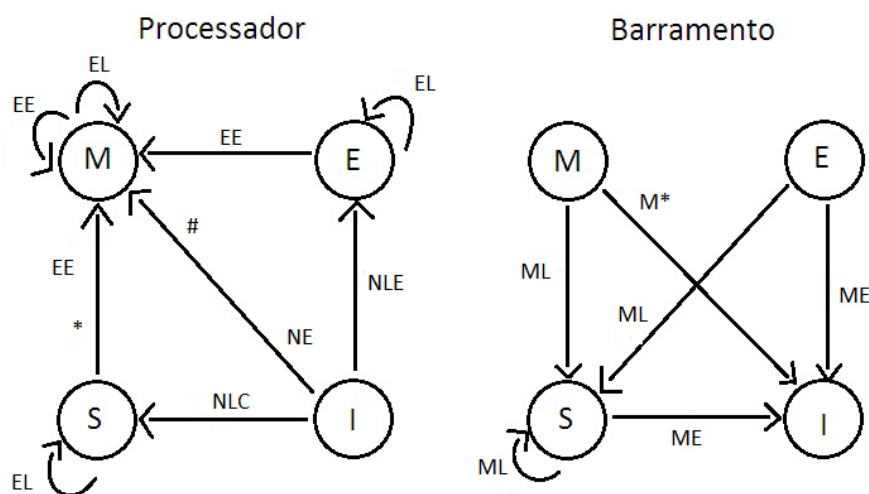 Processador
EL
EE
M
EE
EL
E
EE
*
#
NE
NLE
S
NLC
I
EL
Barramento
M
E
M*
ML
ML
ME
S
ME
I
ML